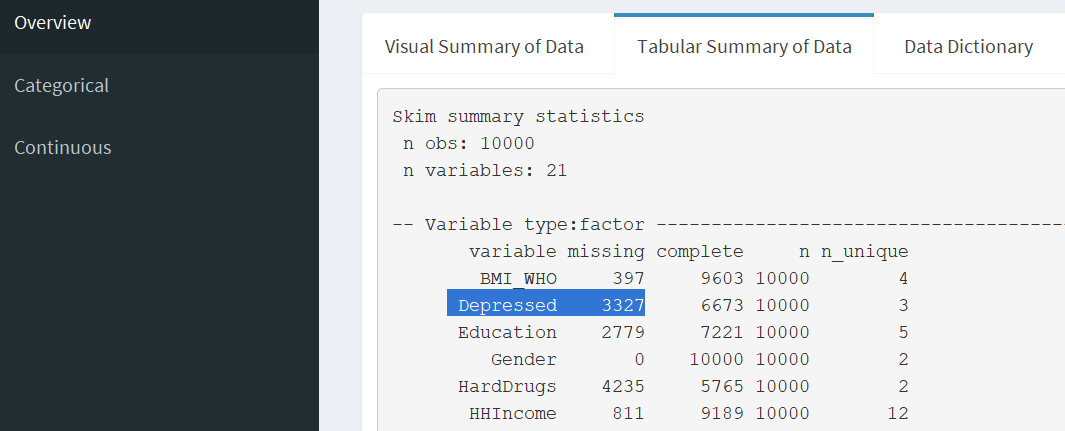 Overview
Categorical
Continuous
Visual Summary of Data Tabular Summary of Data Data Dictionary
Skim summary statistics
n obs: 10000
n variables: 21
-- Variable type:factor -------------------------------------
variable missing complete n n_unique
BMI_WHO 397 9603 10000 4
Depressed 3327 6673 10000 3
Education 2779 7221 10000 5
Gender 0 10000 10000 2
HardDrugs 4235 5765 10000 2
HHIncome 811 9189 10000 12